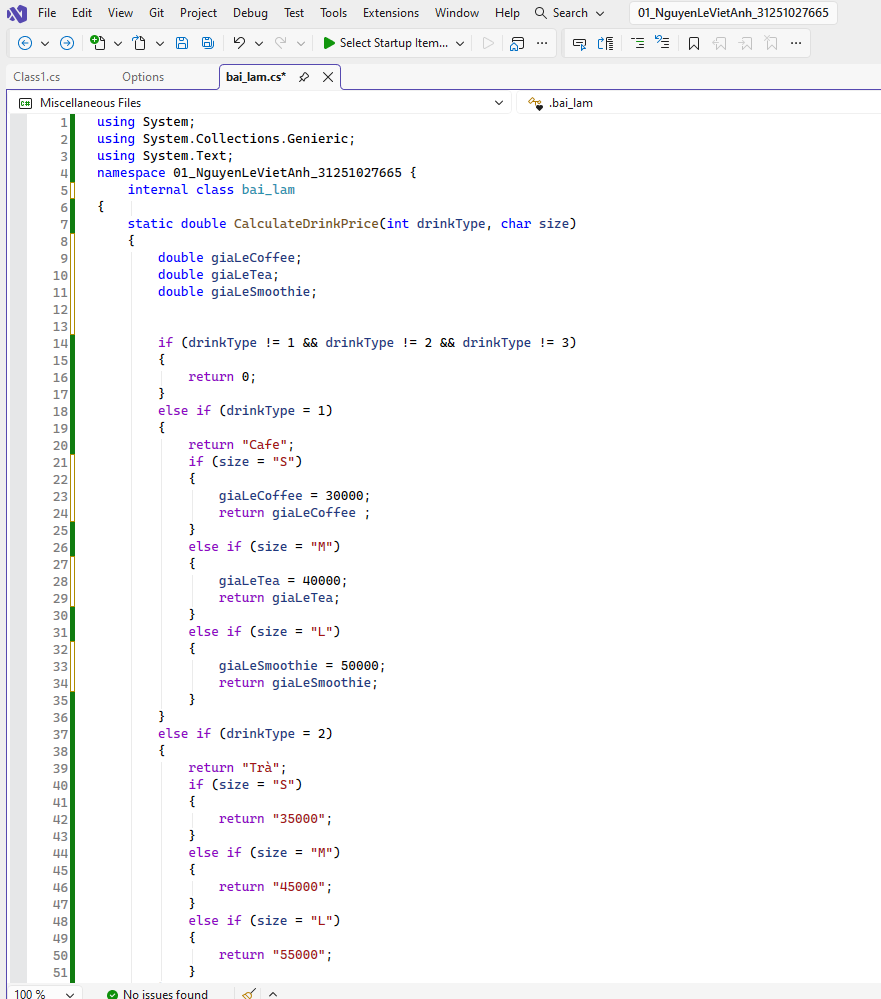 File Edit View Git Project Debug Test Tools Extensions Window Help Search 01_NguyenLeVietAnh_31251027665
Select Startup Item...
Class1.cs Options bai_lam.cs*
C# Miscellaneous Files .bai_lam
1 using System;
2 using System.Collections.Genieric;
3 using System.Text;
4 namespace 01_NguyenLeVietAnh_31251027665 {
5 internal class bai_lam
6 {
7 static double CalculateDrinkPrice(int drinkType, char size)
8 {
9 double giaLeCoffee;
10 double giaLeTea;
11 double giaLeSmoothie;
12
13
14 if (drinkType != 1 && drinkType != 2 && drinkType != 3)
15 {
16 return 0;
17 }
18 else if (drinkType = 1)
19 {
20 return "Cafe";
21 if (size = "S")
22 {
23 giaLeCoffee = 30000;
24 return giaLeCoffee ;
25 }
26 else if (size = "M")
27 {
28 giaLeTea = 40000;
29 return giaLeTea;
30 }
31 else if (size = "L")
32 {
33 giaLeSmoothie = 50000;
34 return giaLeSmoothie;
35 }
36 }
37 else if (drinkType = 2)
38 {
39 return "Trà";
40 if (size = "S")
41 {
42 return "35000";
43 }
44 else if (size = "M")
45 {
46 return "45000";
47 }
48 else if (size = "L")
49 {
50 return "55000";
51 }
100 % No issues found